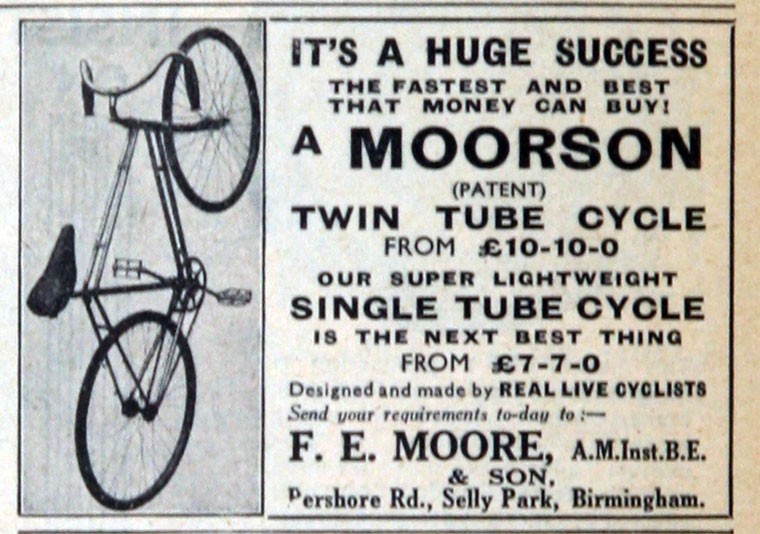 IT'S A HUGE SUCCESS
THE FASTEST AND BEST
THAT MONEY CAN BUY!
A MOORSON
(PATENT)
TWIN TUBE CYCLE
FROM £10-10-0
OUR SUPER LIGHTWEIGHT
SINGLE TUBE CYCLE
IS THE NEXT BEST THING
FROM £7-7-0
Designed and made by REAL LIVE CYCLISTS
Send your requirements to-day to :—
F. E. MOORE, A.M.Inst.B.E.
& SON,
Pershore Rd., Selly Park, Birmingham.